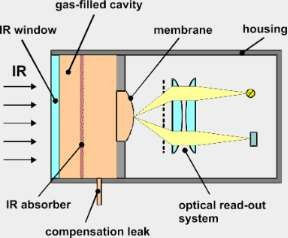 gas-filled cavity
IR window
membrane
housing
IR
IR absorber
optical read-out
system
compensation leak